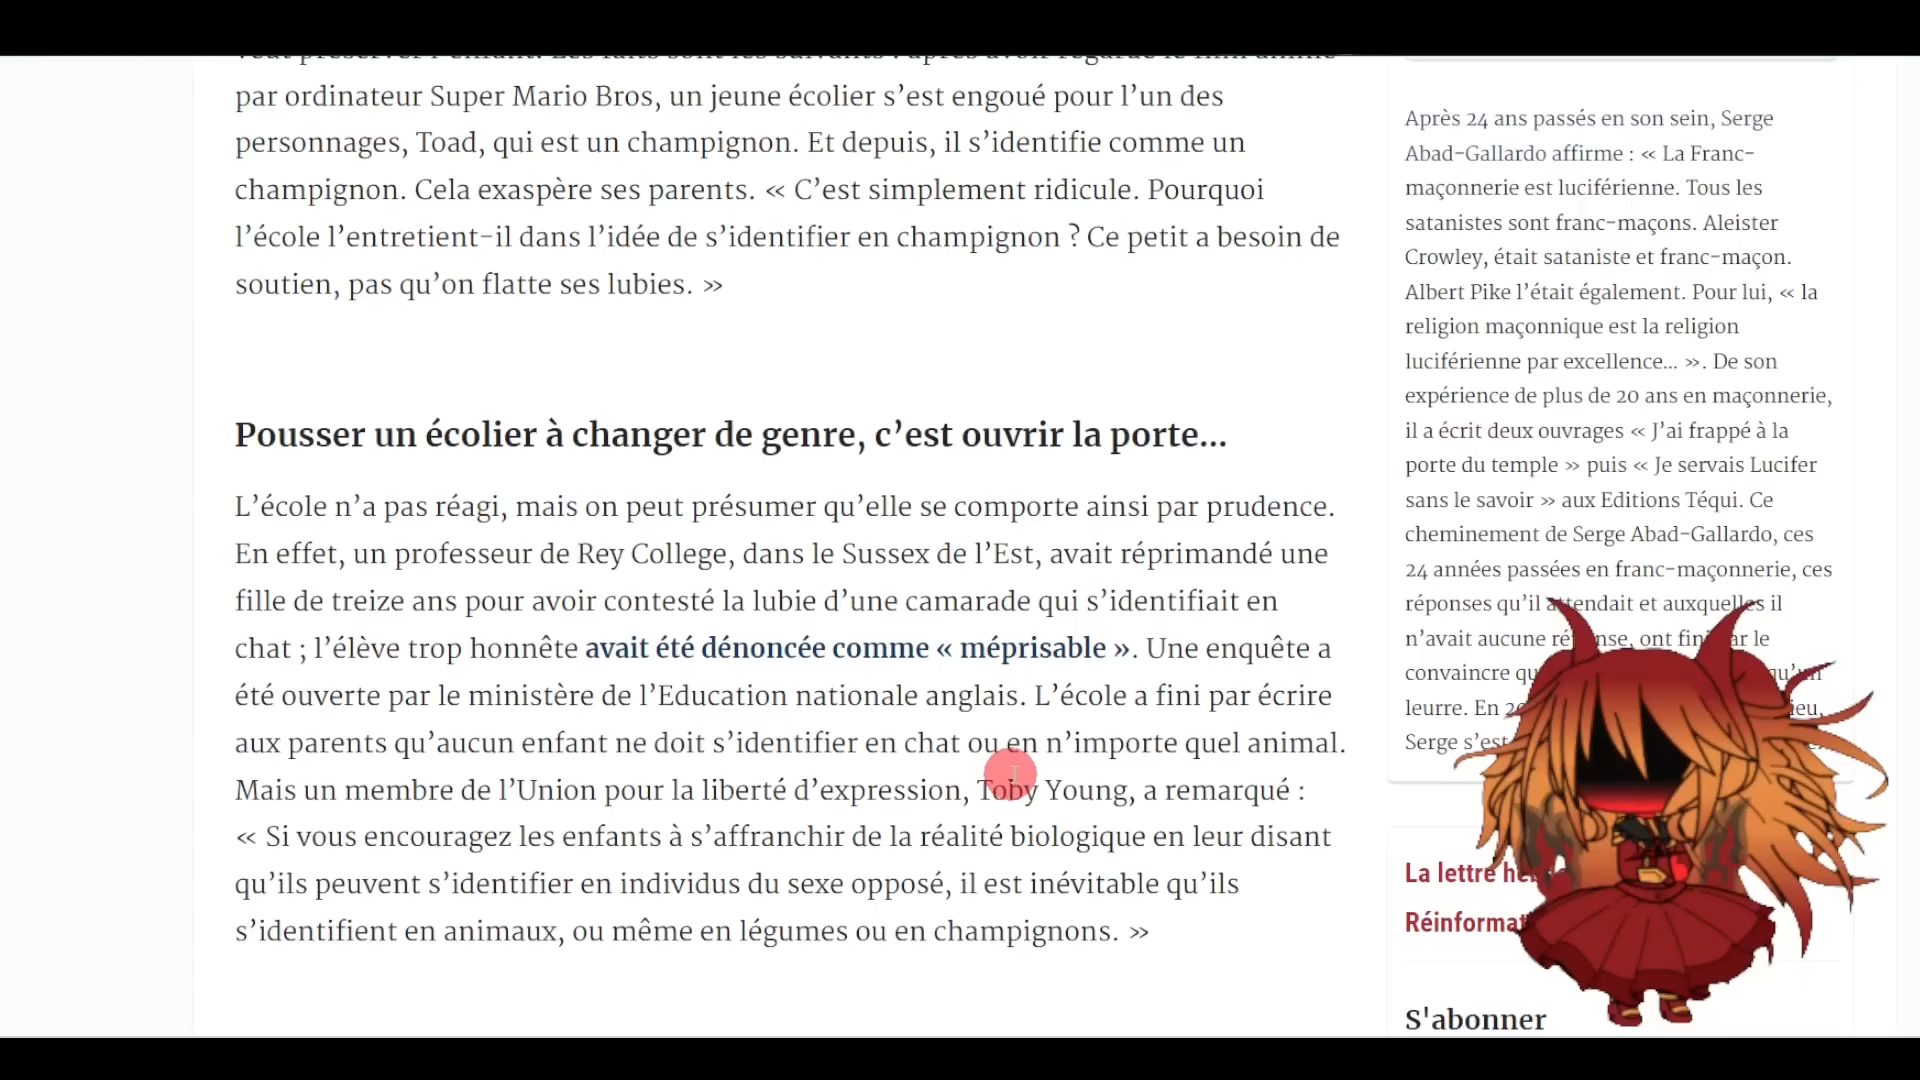 par ordinateur Super Mario Bros, un jeune écolier s’est engoué pour l’un des
personnages, Toad, qui est un champignon. Et depuis, il s’identifie comme un
champignon. Cela exaspère ses parents. « C’est simplement ridicule. Pourquoi
l’école l’entretient-il dans l’idée de s’identifier en champignon ? Ce petit a besoin de
soutien, pas qu’on flatte ses lubies. »
Pousser un écolier à changer de genre, c’est ouvrir la porte…
L’école n’a pas réagi, mais on peut présumer qu’elle se comporte ainsi par prudence.
En effet, un professeur de Rey College, dans le Sussex de l’Est, avait réprimandé une
fille de treize ans pour avoir contesté la lubie d’une camarade qui s’identifiait en
chat ; l’élève trop honnête avait été dénoncée comme « méprisable ». Une enquête a
été ouverte par le ministère de l’Education nationale anglais. L’école a fini par écrire
aux parents qu’aucun enfant ne doit s’identifier en chat ou en n’importe quel animal.
Mais un membre de l’Union pour la liberté d’expression, Toby Young, a remarqué :
« Si vous encouragez les enfants à s’affranchir de la réalité biologique en leur disant
qu’ils peuvent s’identifier en individus du sexe opposé, il est inévitable qu’ils
s’identifient en animaux, ou même en légumes ou en champignons. »
Après 24 ans passés en son sein, Serge
Abad-Gallardo affirme : « La Franc-
maçonnerie est luciférienne. Tous les
satanistes sont franc-maçons. Aleister
Crowley, était sataniste et franc-maçon.
Albert Pike l’était également. Pour lui, « la
religion maçonnique est la religion
luciférienne par excellence… ». De son
expérience de plus de 20 ans en maçonnerie,
il a écrit deux ouvrages « J’ai frappé à la
porte du temple » puis « Je servais Lucifer
sans le savoir » aux Editions Téqui. Ce
cheminement de Serge Abad-Gallardo, ces
24 années passées en franc-maçonnerie, ces
réponses qu’il attendait et auxquelles il
n’avait aucune ont le
convaincre
leurre. En
Serge s’est
La lettre
S'abonner